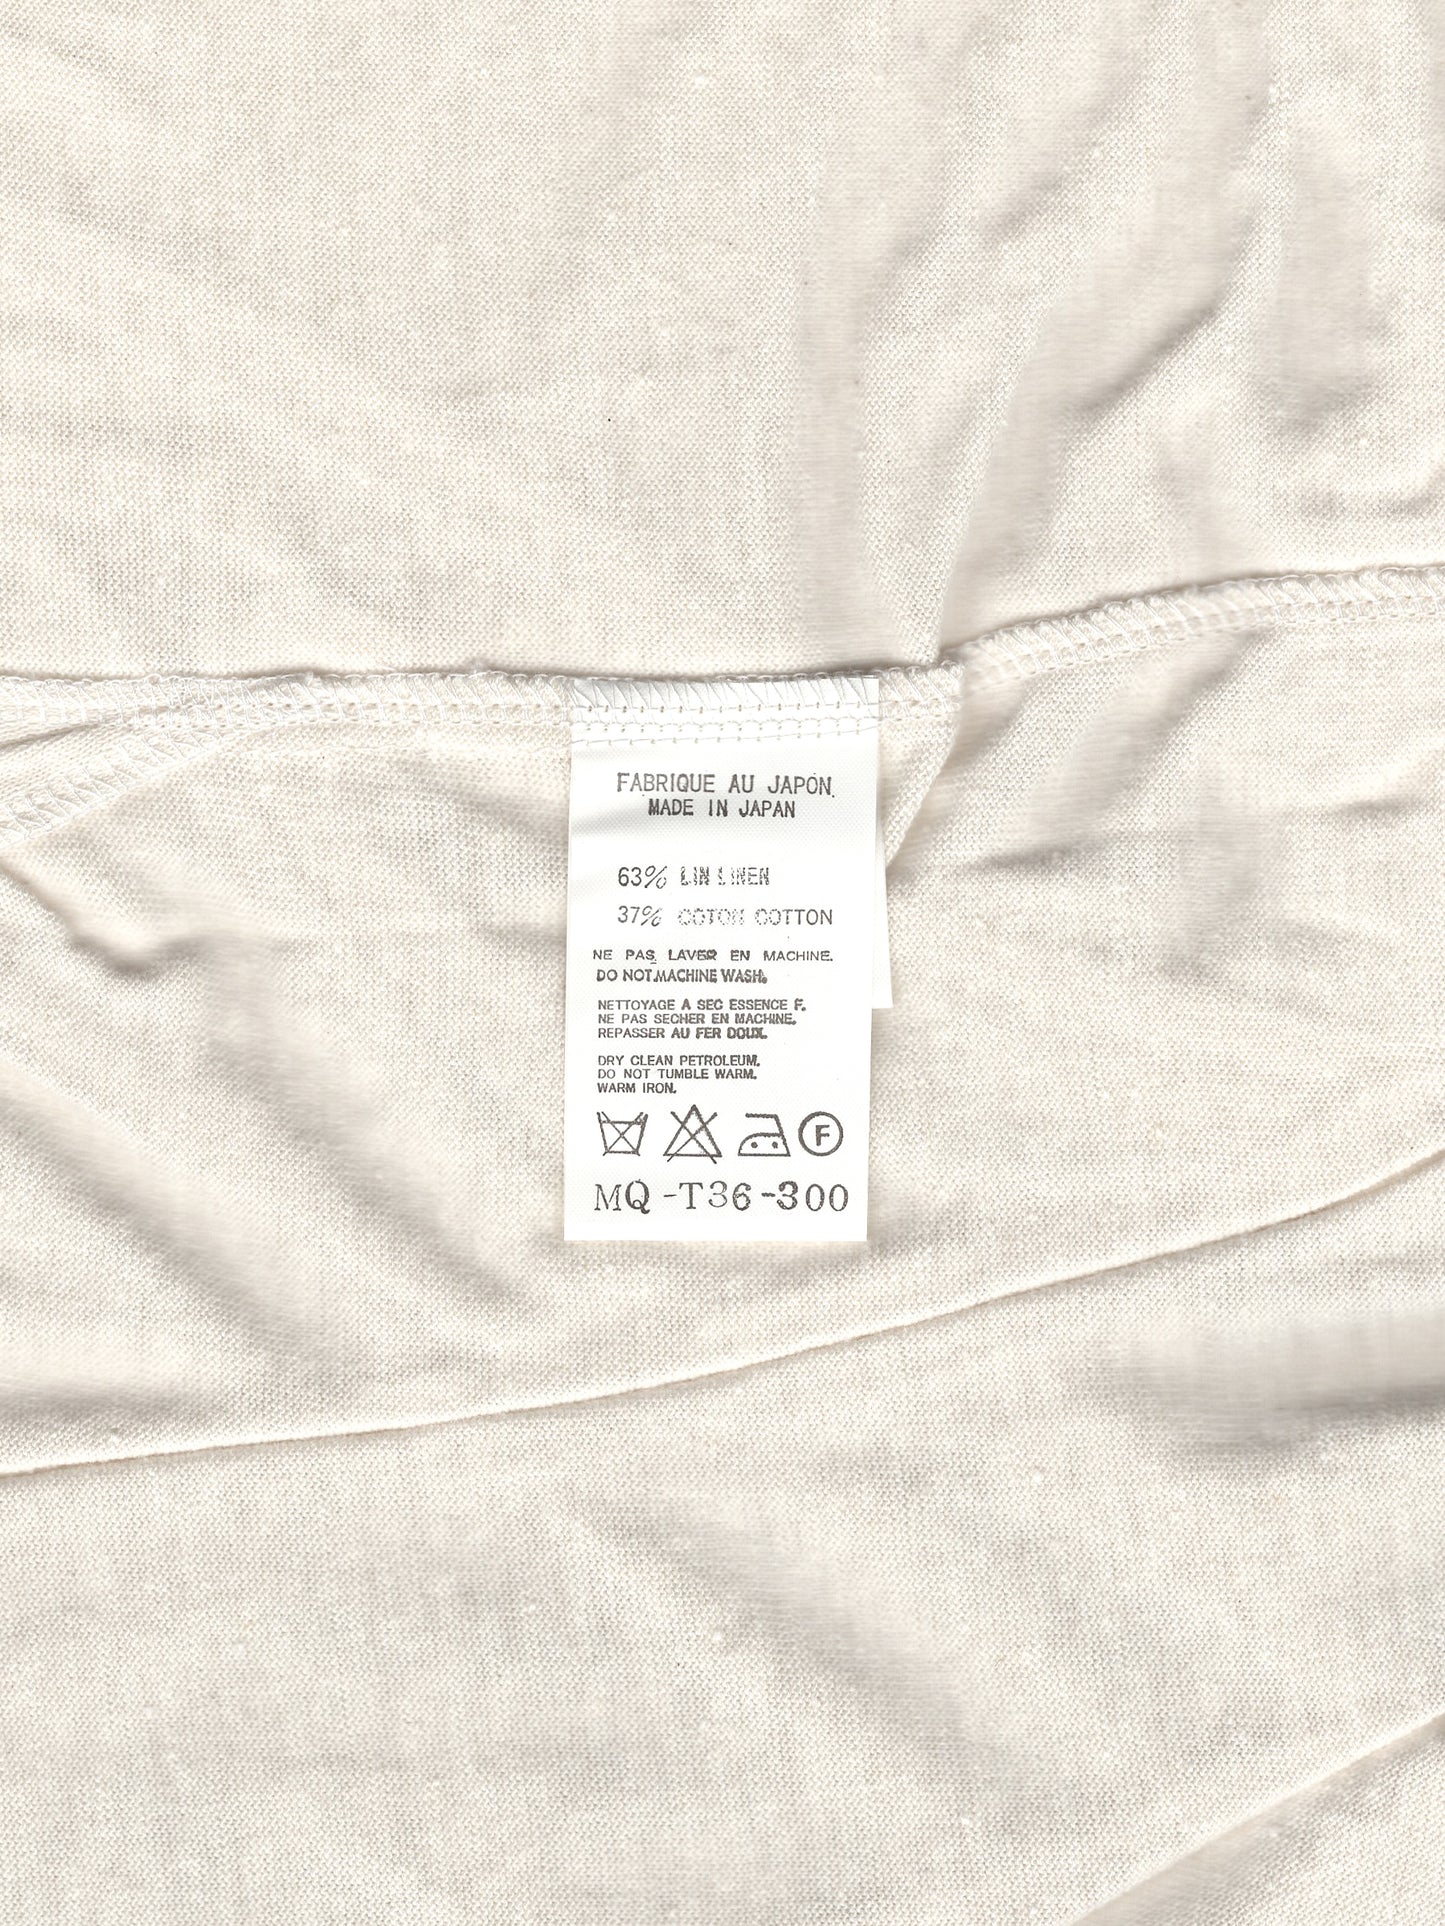 FABRIQUE AU JAPON.
MADE IN JAPAN
63% LIN LINEN
37% COTON COTTON
NE PAS LAVER EN MACHINE.
DO NOT MACHINE WASH.
NETTOYAGE A SEC ESSENCE F.
NE PAS SECHER EN MACHINE.
REPASSER AU FER DOUX.
DRY CLEAN PETROLEUM.
DO NOT TUMBLE WARM.
WARM IRON.
F
MQ-T36-300